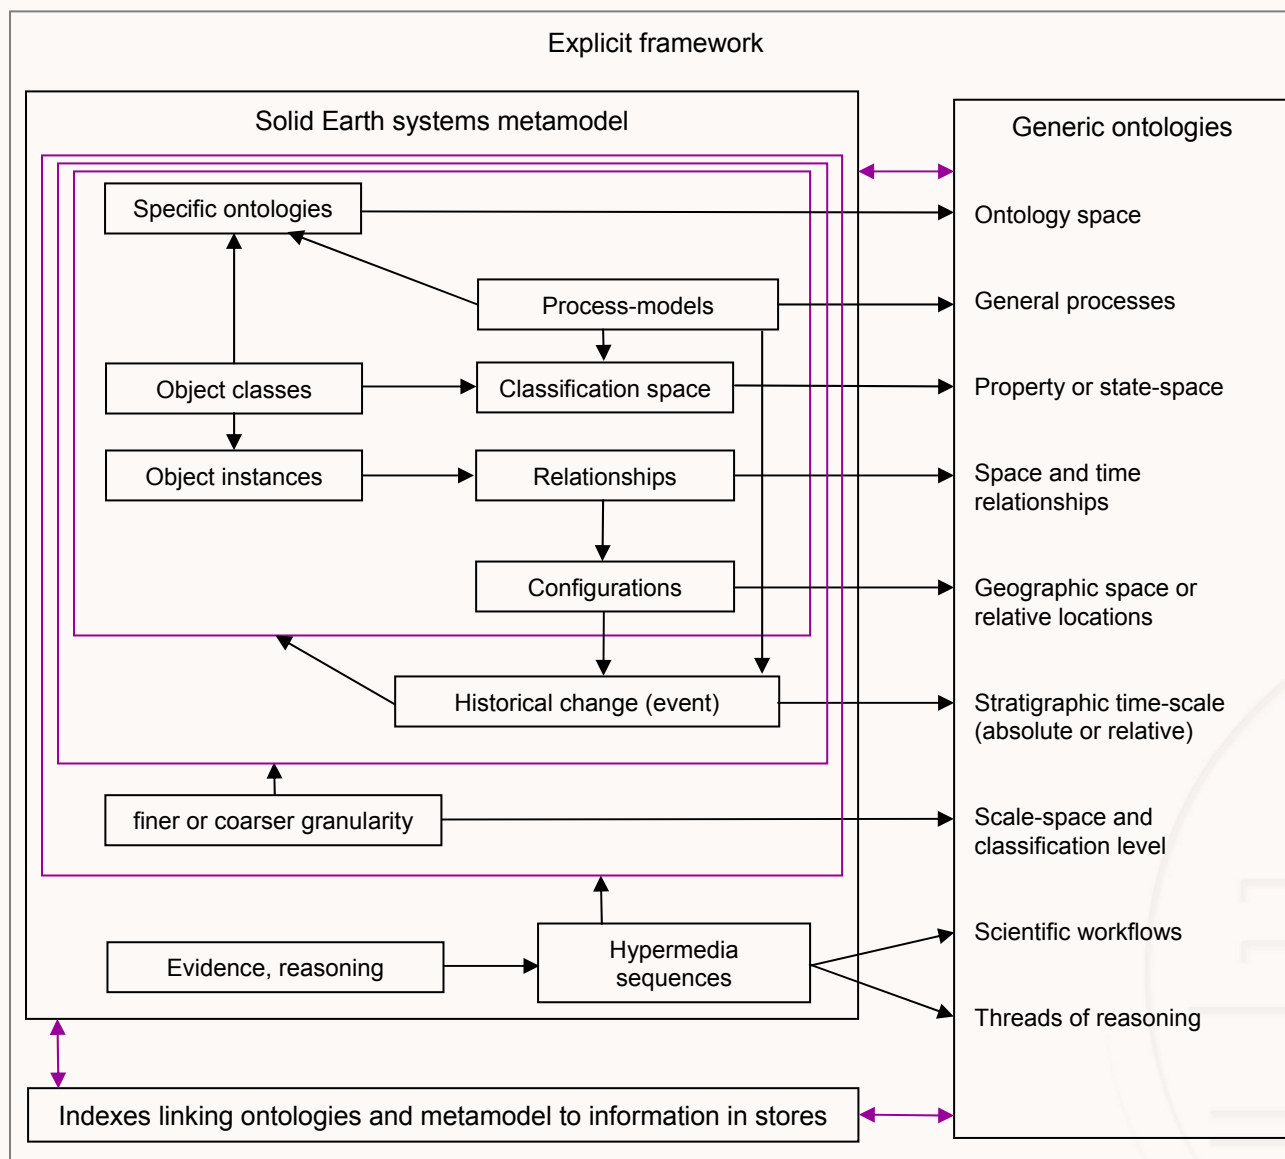 Explicit framework
Solid Earth systems metamodel
Generic ontologies
Specific ontologies
Ontology space
Process-models
General processes
Object classes
Classification space
Property or state-space
Object instances
Relationships
Space and time
relationships
Configurations
Geographic space or
relative locations
Historical change (event)
Stratigraphic time-scale
(absolute or relative)
finer or coarser granularity
Scale-space and
classification level
Evidence, reasoning
Hypermedia
sequences
Scientific workflows
Threads of reasoning
Indexes linking ontologies and metamodel to information in stores